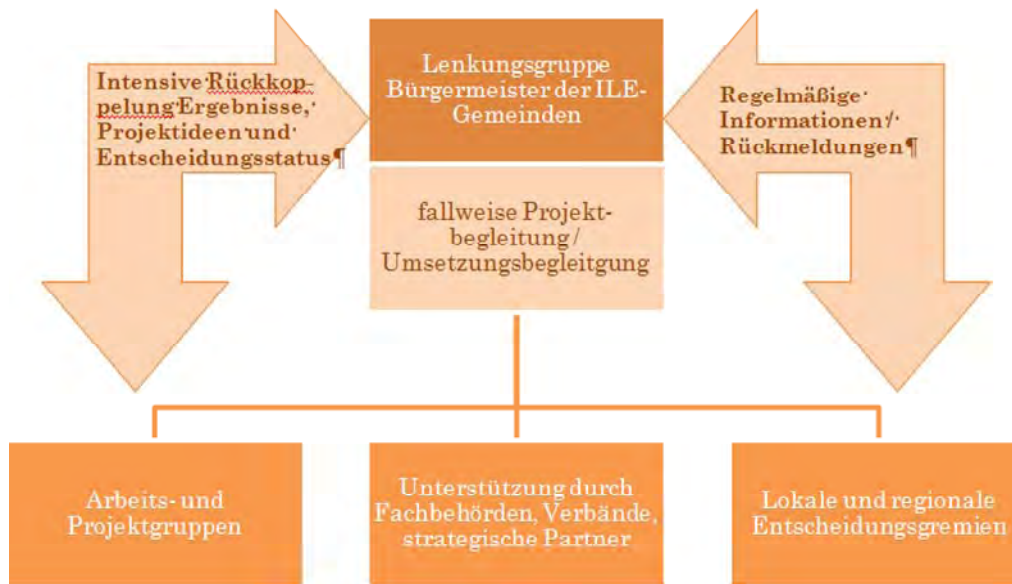 Intensive Rückkop-
pelung Ergebnisse,
Projektideen und
Entscheidungsstatus¶
Lenkungsgruppe
Bürgermeister der ILE-
Gemeinden
Regelmäßige
Informationen /
Rückmeldungen¶
fallweise Projekt-
begleitung /
Umsetzungsbegleitgung
Arbeits- und
Projektgruppen
Unterstützung durch
Fachbehörden, Verbände,
strategische Partner
Lokale und regionale
Entscheidungsgremien